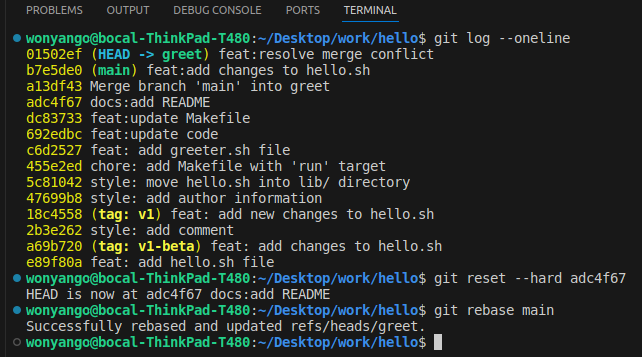 PROBLEMS OUTPUT DEBUG CONSOLE PORTS TERMINAL
wonyango@bocal-ThinkPad-T480:~/Desktop/work/hello$ git log --oneline
01502ef (HEAD -> greet) feat:resolve merge conflict
b7e5de0 (main) feat:add changes to hello.sh
a13df43 Merge branch 'main' into greet
adc4f67 docs:add README
dc83733 feat:update Makefile
692edbc feat:update code
c6d2527 feat: add greeter.sh file
455e2ed chore: add Makefile with 'run' target
5c81042 style: move hello.sh into lib/ directory
47699b8 style: add author information
18c4558 (tag: v1) feat: add new changes to hello.sh
2b3e262 style: add comment
a69b720 (tag: v1-beta) feat: add changes to hello.sh
e89f80a feat: add hello.sh file
wonyango@bocal-ThinkPad-T480:~/Desktop/work/hello$ git reset --hard adc4f67
HEAD is now at adc4f67 docs:add README
wonyango@bocal-ThinkPad-T480:~/Desktop/work/hello$ git rebase main
Successfully rebased and updated refs/heads/greet.
wonyango@bocal-ThinkPad-T480:~/Desktop/work/hello$